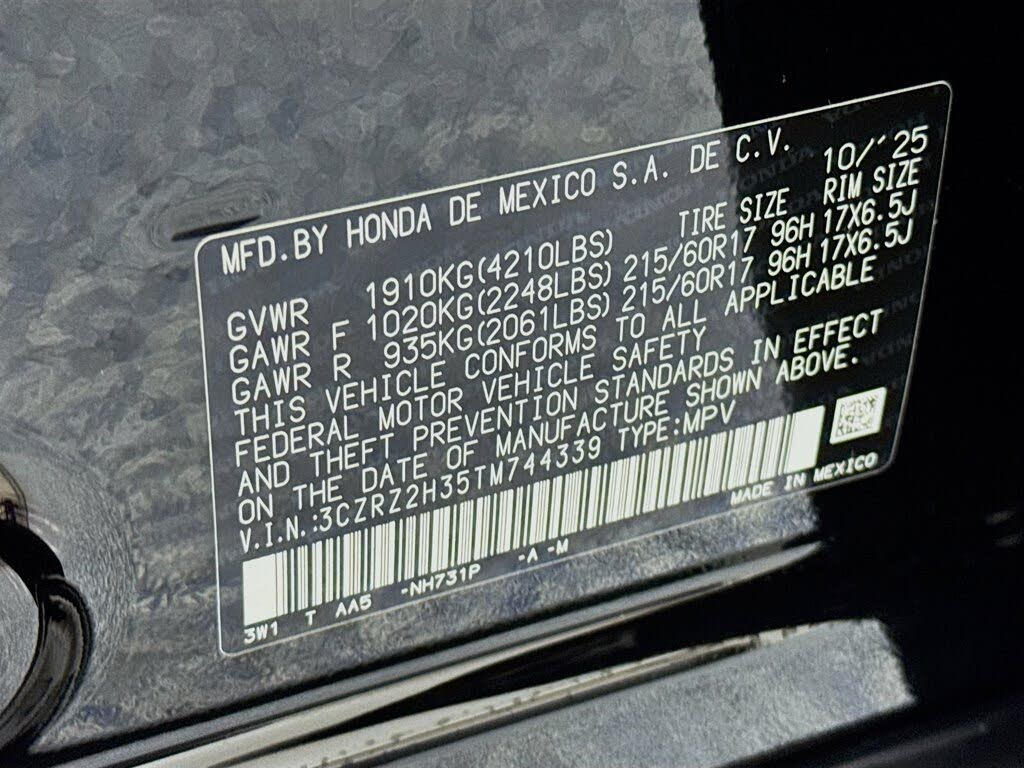 MFD.BY HONDA DE MEXICO S.A. DE C.V. 10/'25
TIRE SIZE RIM SIZE
GVWR 1910KG(4210LBS)
GAWR F 1020KG(2248LBS) 215/60R17 96H 17X6.5J
GAWR R 935KG(2061LBS) 215/60R17 96H 17X6.5J
THIS VEHICLE CONFORMS TO ALL APPLICABLE
FEDERAL MOTOR VEHICLE SAFETY
AND THEFT PREVENTION STANDARDS IN EFFECT
ON THE DATE OF MANUFACTURE SHOWN ABOVE.
V.I.N.:3CZRZ2H35TM744339 TYPE:MPV
MADE IN MEXICO
3W1 T AA5 -NH731P -A -M